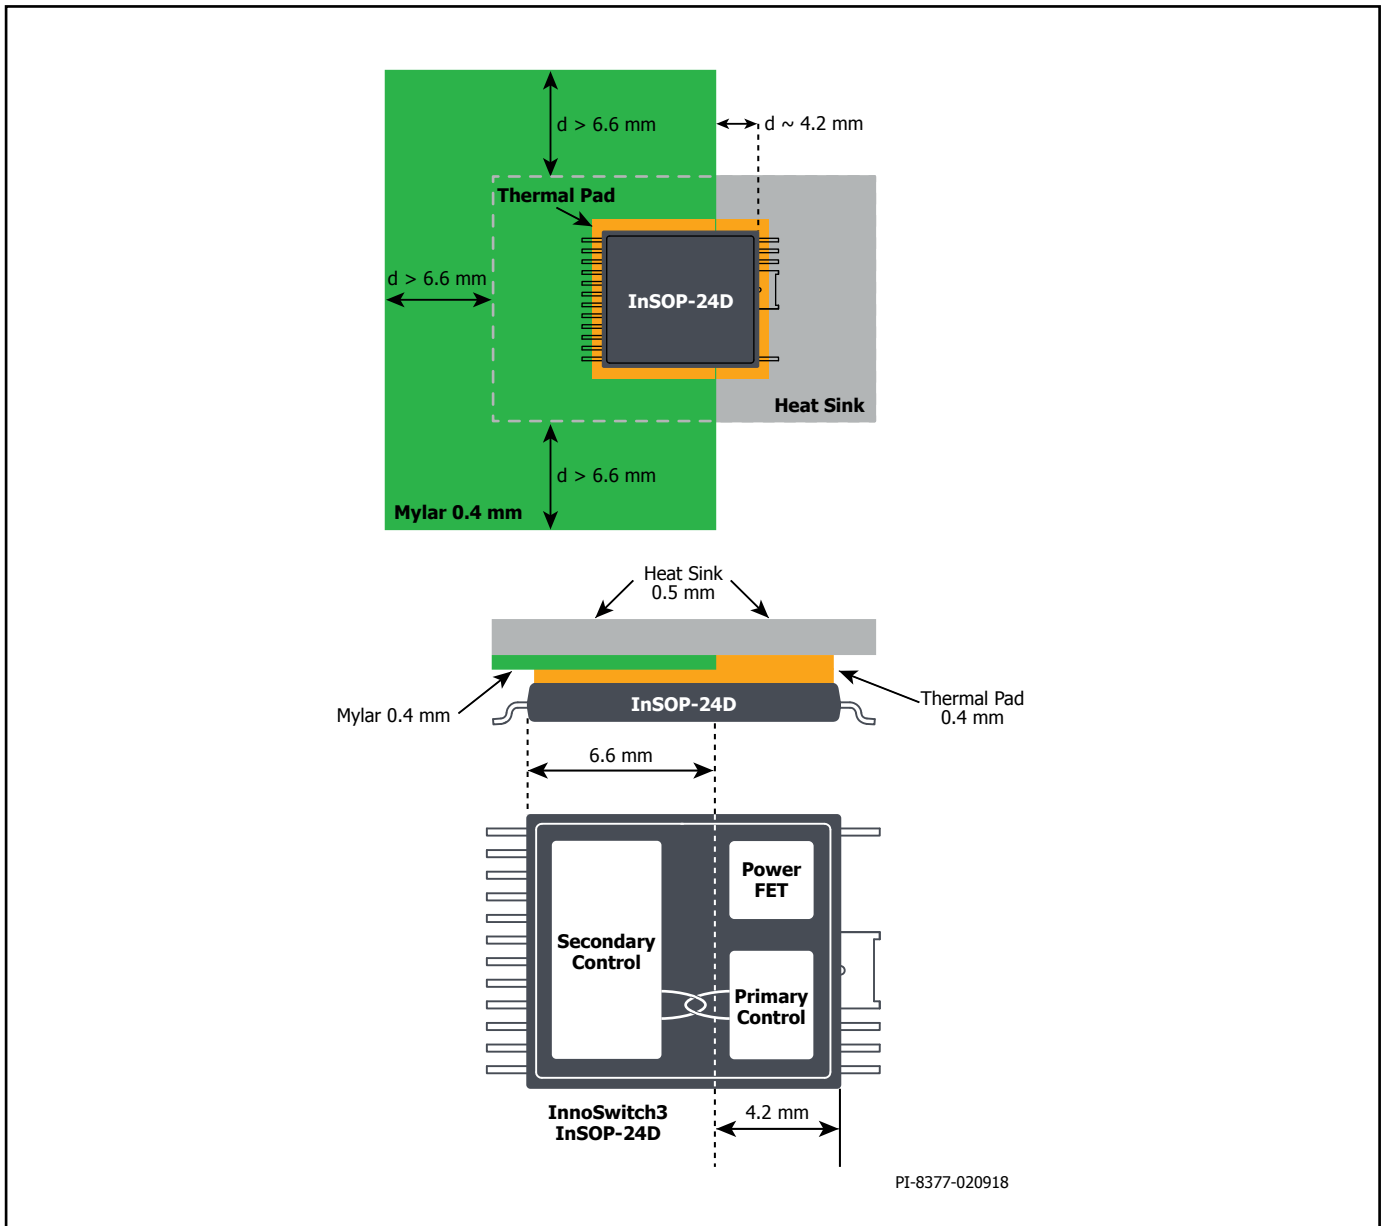 d > 6.6 mm
d ~ 4.2 mm
Thermal Pad
d > 6.6 mm
InSOP-24D
Heat Sink
d > 6.6 mm
Mylar 0.4 mm
Heat Sink
0.5 mm
Mylar 0.4 mm
InSOP-24D
Thermal Pad
0.4 mm
6.6 mm
Power
FET
Secondary
Control
Primary
Control
InnoSwitch3
InSOP-24D
4.2 mm
PI-8377-020918